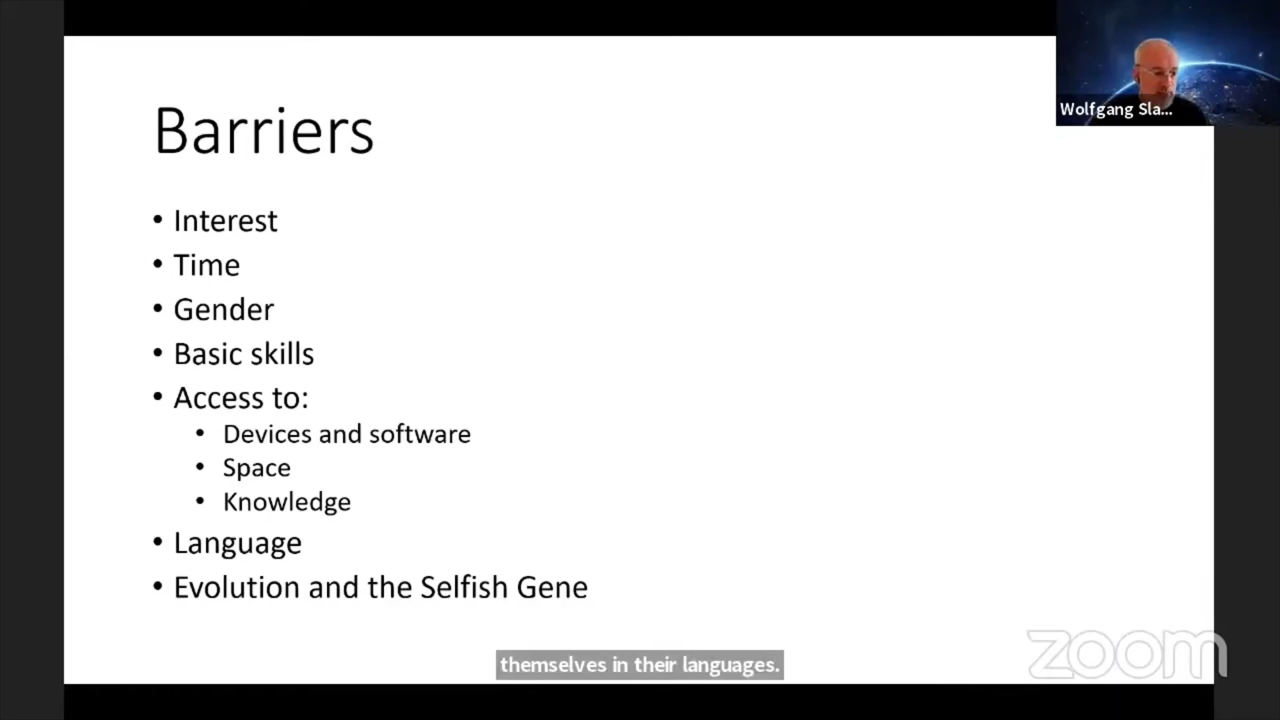 Barriers
Wolfgang Sla...
• Interest
• Time
• Gender
• Basic skills
• Access to:
• Devices and software
• Space
• Knowledge
• Language
• Evolution and the Selfish Gene
themselves in their languages.
zoom